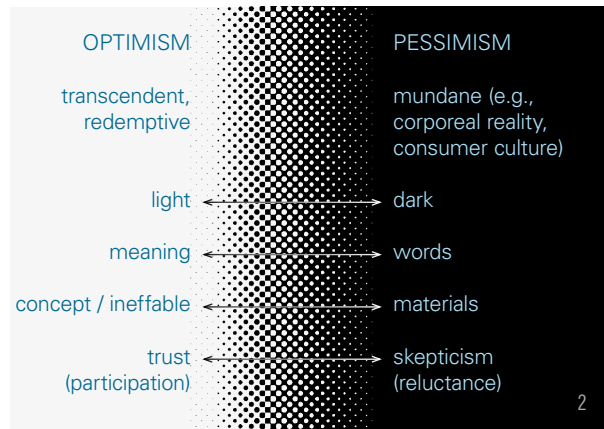 OPTIMISM
transcendent,
redemptive
light
meaning
concept / ineffable
trust
(participation)
PESSIMISM
mundane (e.g.,
corporeal reality,
consumer culture)
dark
words
materials
skepticism
(reluctance)
2